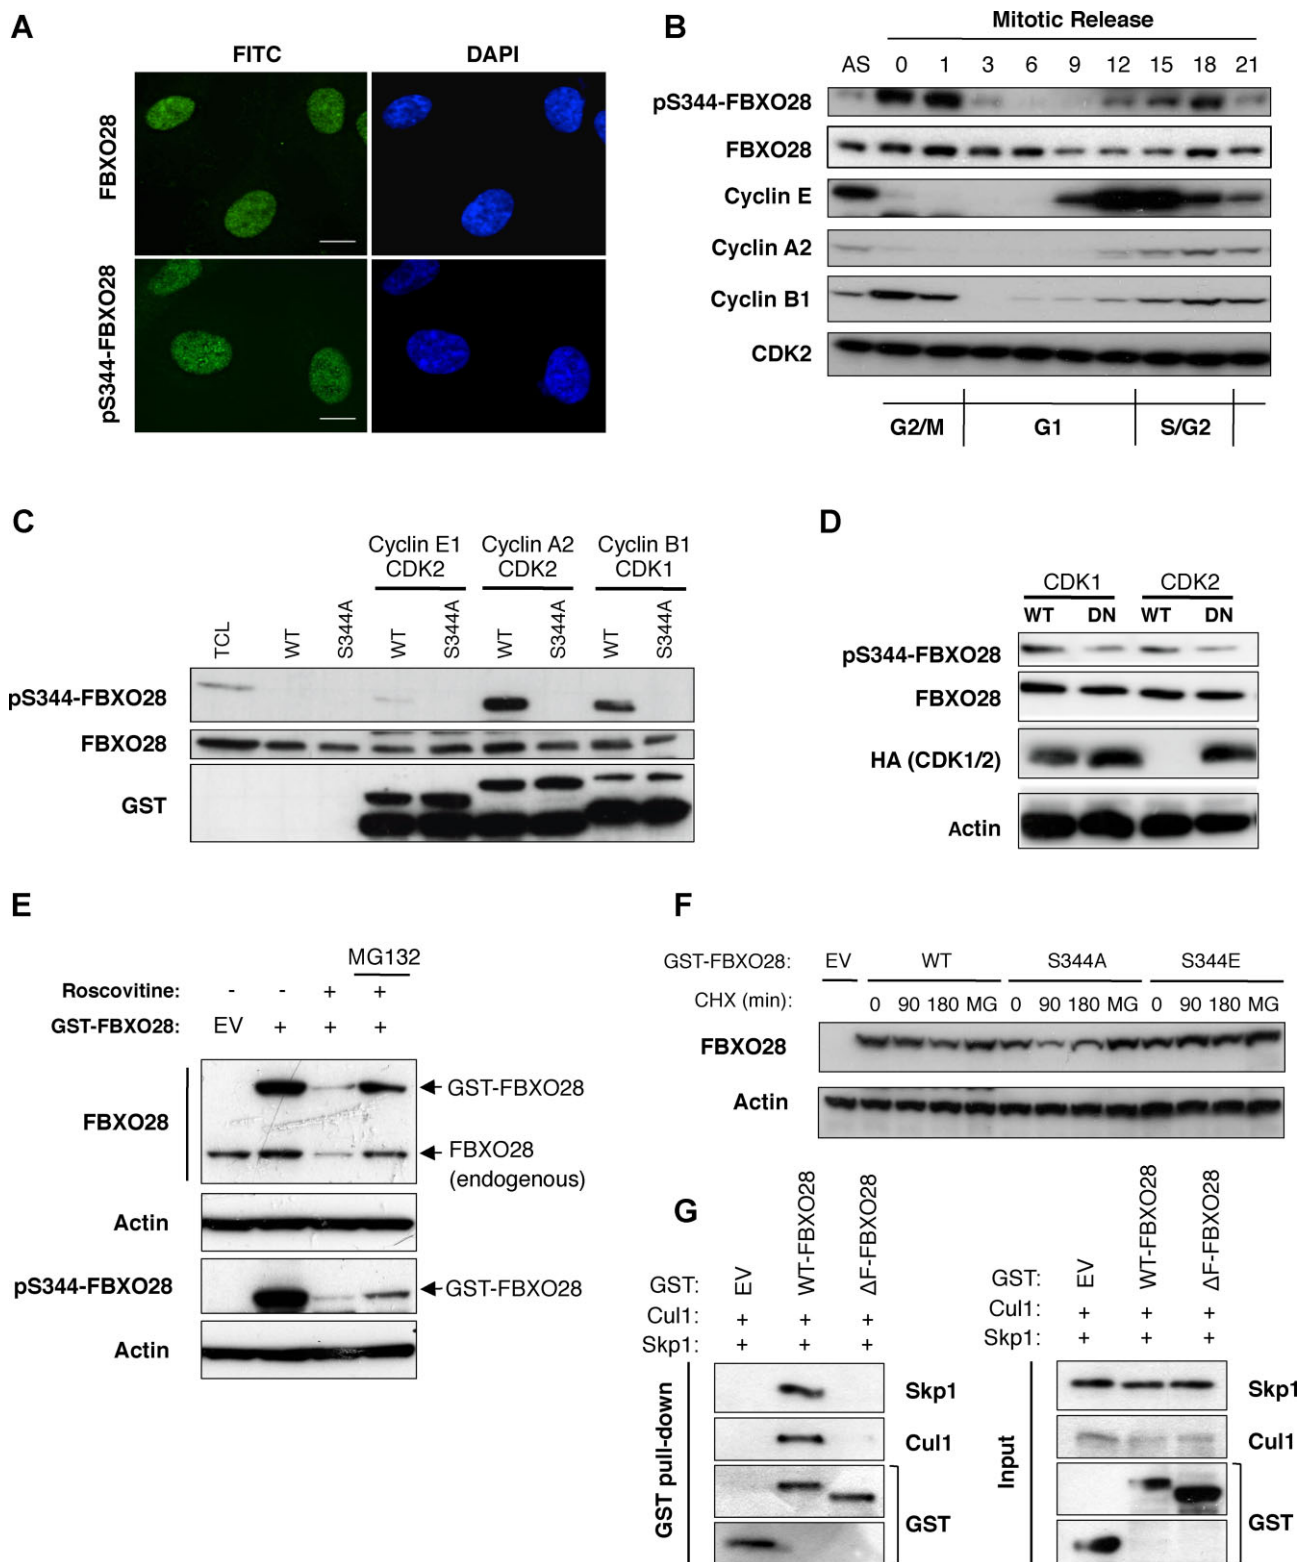 A
FITC
DAPI
FBXO28
pS344-FBXO28
B
Mitotic Release
AS 0 1 3 6 9 12 15 18 21
pS344-FBXO28
FBXO28
Cyclin E
Cyclin A2
Cyclin B1
CDK2
G2/M G1 S/G2
C
Cyclin E1 Cyclin A2 Cyclin B1
CDK2 CDK2 CDK1
TCL WT S344A WT S344A WT S344A WT S344A
pS344-FBXO28
FBXO28
GST
D
CDK1 CDK2
WT DN WT DN
pS344-FBXO28
FBXO28
HA (CDK1/2)
Actin
E
MG132
Roscovitine: - - + +
GST-FBXO28: EV + + +
FBXO28
GST-FBXO28
FBXO28
(endogenous)
Actin
pS344-FBXO28
GST-FBXO28
Actin
F
GST-FBXO28: EV WT S344A S344E
CHX (min): 0 90 180 MG 0 90 180 MG 0 90 180 MG
FBXO28
Actin
G
GST: EV WT-FBXO28 ΔF-FBXO28
Cul1: + + +
Skp1: + + +
GST pull-down
Skp1
Cul1
GST
GST: EV WT-FBXO28 ΔF-FBXO28
Cul1: + + +
Skp1: + + +
Input
Skp1
Cul1
GST